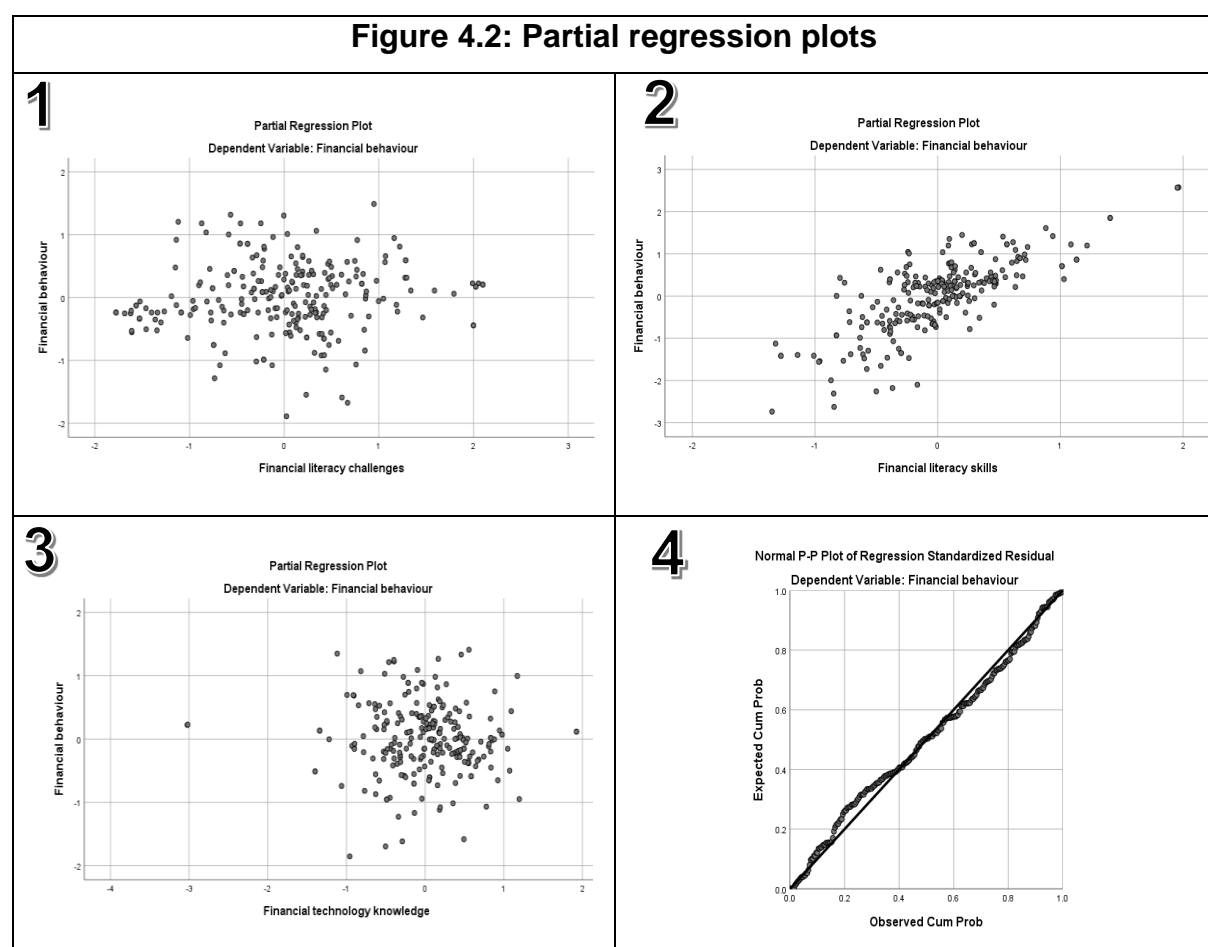 Figure 4.2: Partial regression plots
1
Partial Regression Plot
Dependent Variable: Financial behaviour
Financial behaviour
2
1
0
-1
-2
-2 -1 0 1 2 3
Financial literacy challenges
2
Partial Regression Plot
Dependent Variable: Financial behaviour
Financial behaviour
3
2
1
0
-1
-2
-3
-2 -1 0 1 2
Financial literacy skills
3
Partial Regression Plot
Dependent Variable: Financial behaviour
Financial behaviour
2
1
0
-1
-2
-4 -3 -2 -1 0 1 2
Financial technology knowledge
4
Normal P-P Plot of Regression Standardized Residual
Dependent Variable: Financial behaviour
Expected Cum Prob
1.0
0.8
0.6
0.4
0.2
0.0
0.0 0.2 0.4 0.6 0.8 1.0
Observed Cum Prob